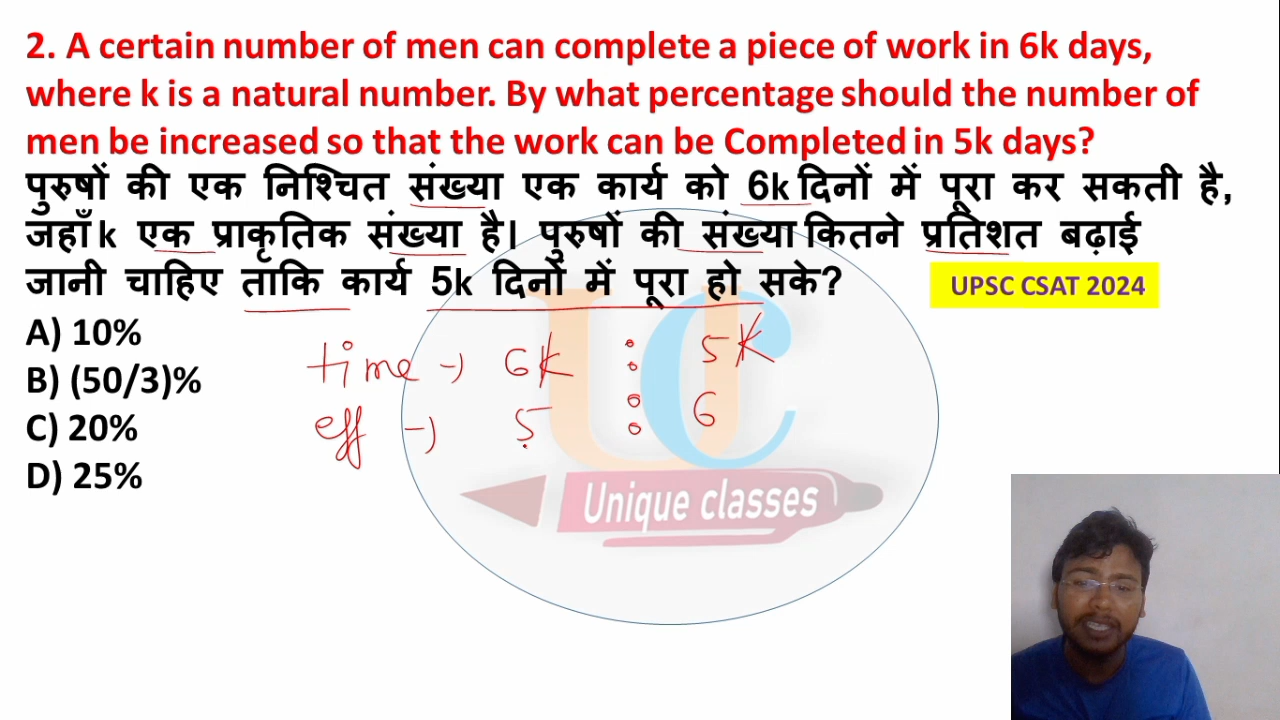 2. A certain number of men can complete a piece of work in 6k days,
where k is a natural number. By what percentage should the number of
men be increased so that the work can be Completed in 5k days?
पुरुषों की एक निश्चित संख्या एक कार्य को 6k दिनों में पूरा कर सकती है,
जहाँ k एक प्राकृतिक संख्या है। पुरुषों की संख्या कितने प्रतिशत बढ़ाई
जानी चाहिए ताकि कार्य 5k दिनों में पूरा हो सके?
UPSC CSAT 2024
A) 10%
B) (50/3)%
C) 20%
D) 25%
time → 6K : 5K
eff → 5 : 6
UC
Unique classes